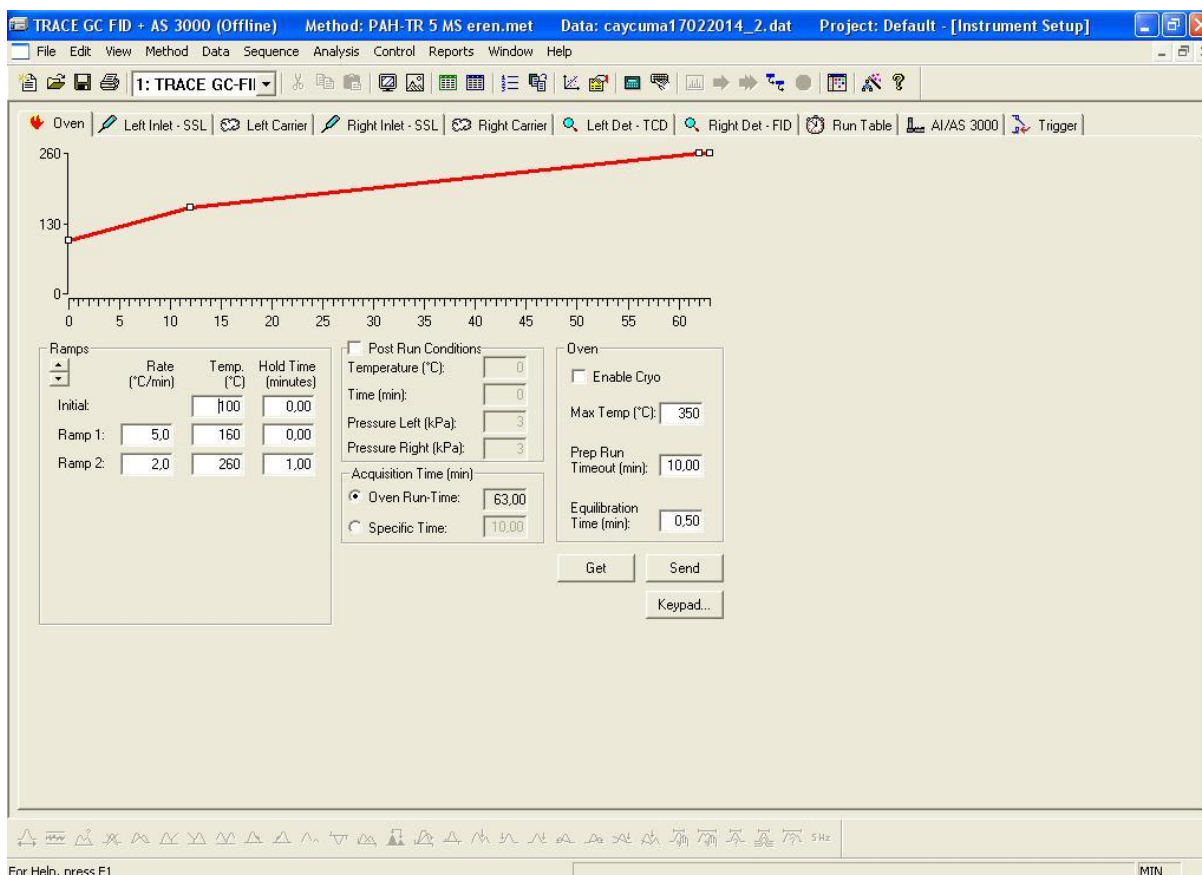 TRACE GC FID + AS 3000 (Offline) Method: PAH-TR 5 MS eren.met Data: caycuma17022014_2.dat Project: Default - [Instrument Setup]
File Edit View Method Data Sequence Analysis Control Reports Window Help
1: TRACE GC-FI
Oven Left Inlet - SSL Left Carrier Right Inlet - SSL Right Carrier Left Det - TCD Right Det - FID Run Table AI/AS 3000 Trigger
260
130
0
0 5 10 15 20 25 30 35 40 45 50 55 60
Ramps
Rate (°C/min) Temp. (°C) Hold Time (minutes)
Initial: 100 0,00
Ramp 1: 5,0 160 0,00
Ramp 2: 2,0 260 1,00
Post Run Conditions
Temperature (°C): 0
Time (min): 0
Pressure Left (kPa): 3
Pressure Right (kPa): 3
Acquisition Time (min)
Oven Run-Time: 63,00
Specific Time: 10,00
Oven
Enable Cryo
Max Temp (°C): 350
Prep Run
Timeout (min): 10,00
Equilibration
Time (min): 0,50
Get Send
Keypad...
5Hz
For Help, press F1 MIN